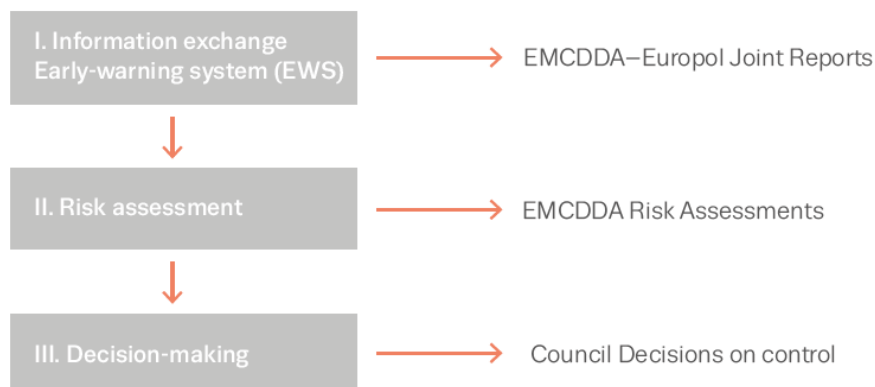 I. Information exchange
Early-warning system (EWS)
EMCDDA–Europol Joint Reports
II. Risk assessment
EMCDDA Risk Assessments
III. Decision-making
Council Decisions on control